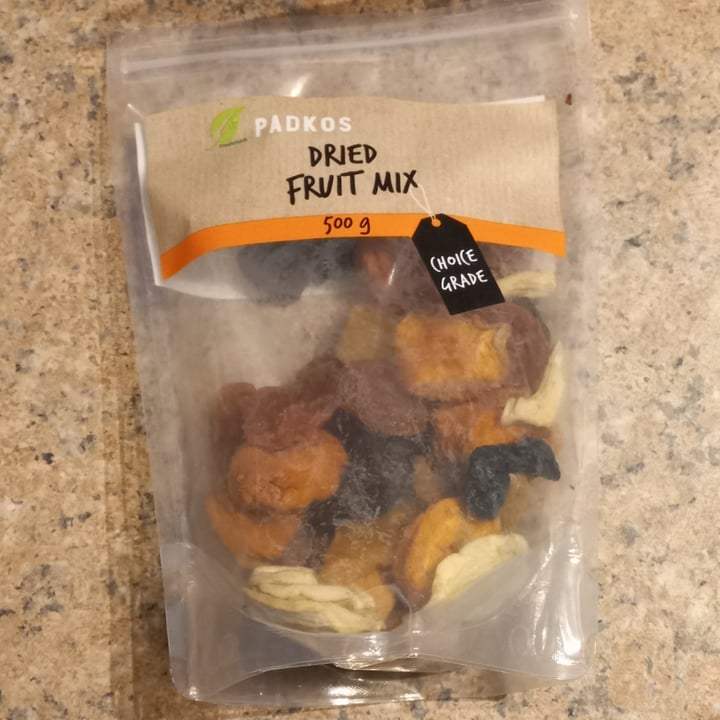 PADKOS
DRIED
FRUIT MIX
500 g
CHOICE
GRADE